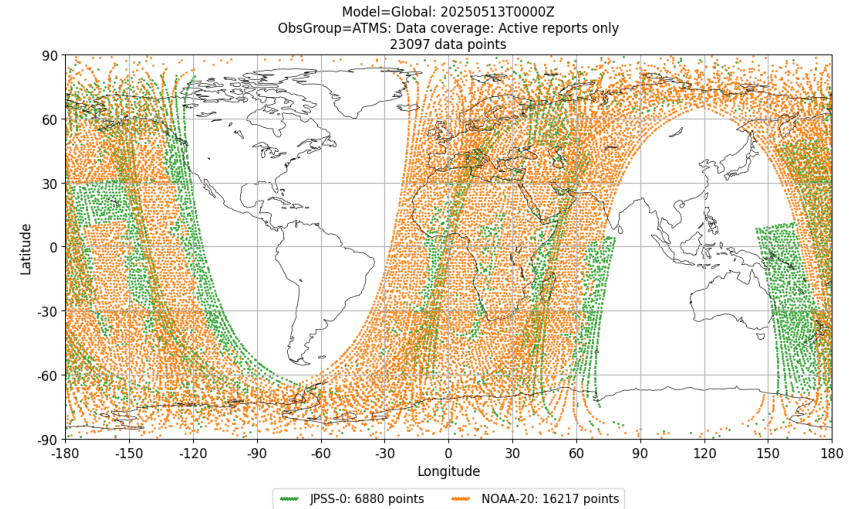 Model=Global: 20250513T0000Z
ObsGroup=ATMS: Data coverage: Active reports only
23097 data points
90
60
30
0
-30
-60
-90
Latitude
-180
-150
-120
-90
-60
-30
0
30
60
90
120
150
180
Longitude
JPSS-0: 6880 points
NOAA-20: 16217 points